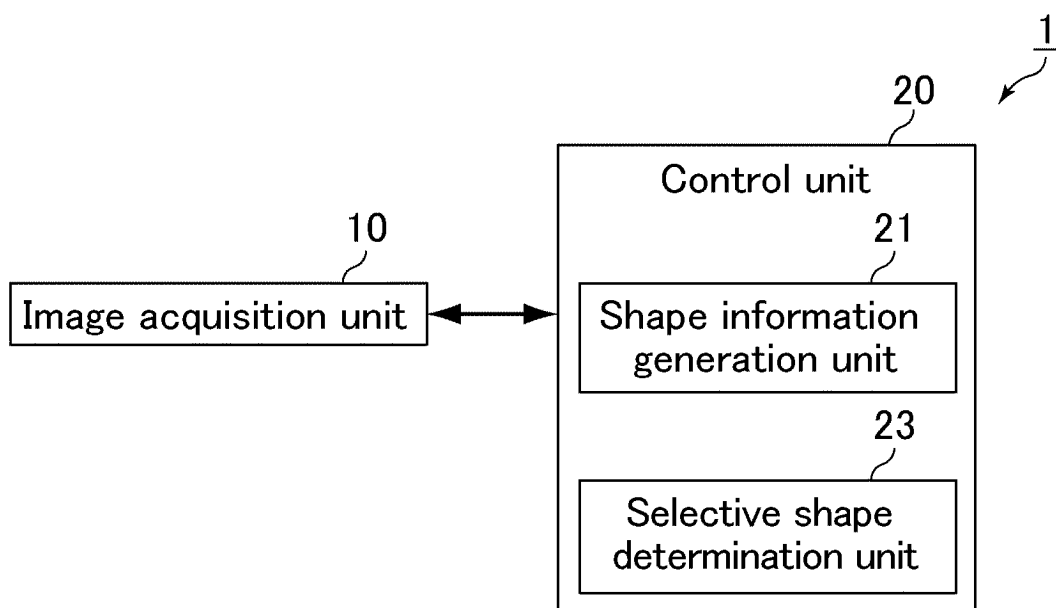 1
20
Control unit
10
21
Image acquisition unit
Shape information
generation unit
23
Selective shape
determination unit